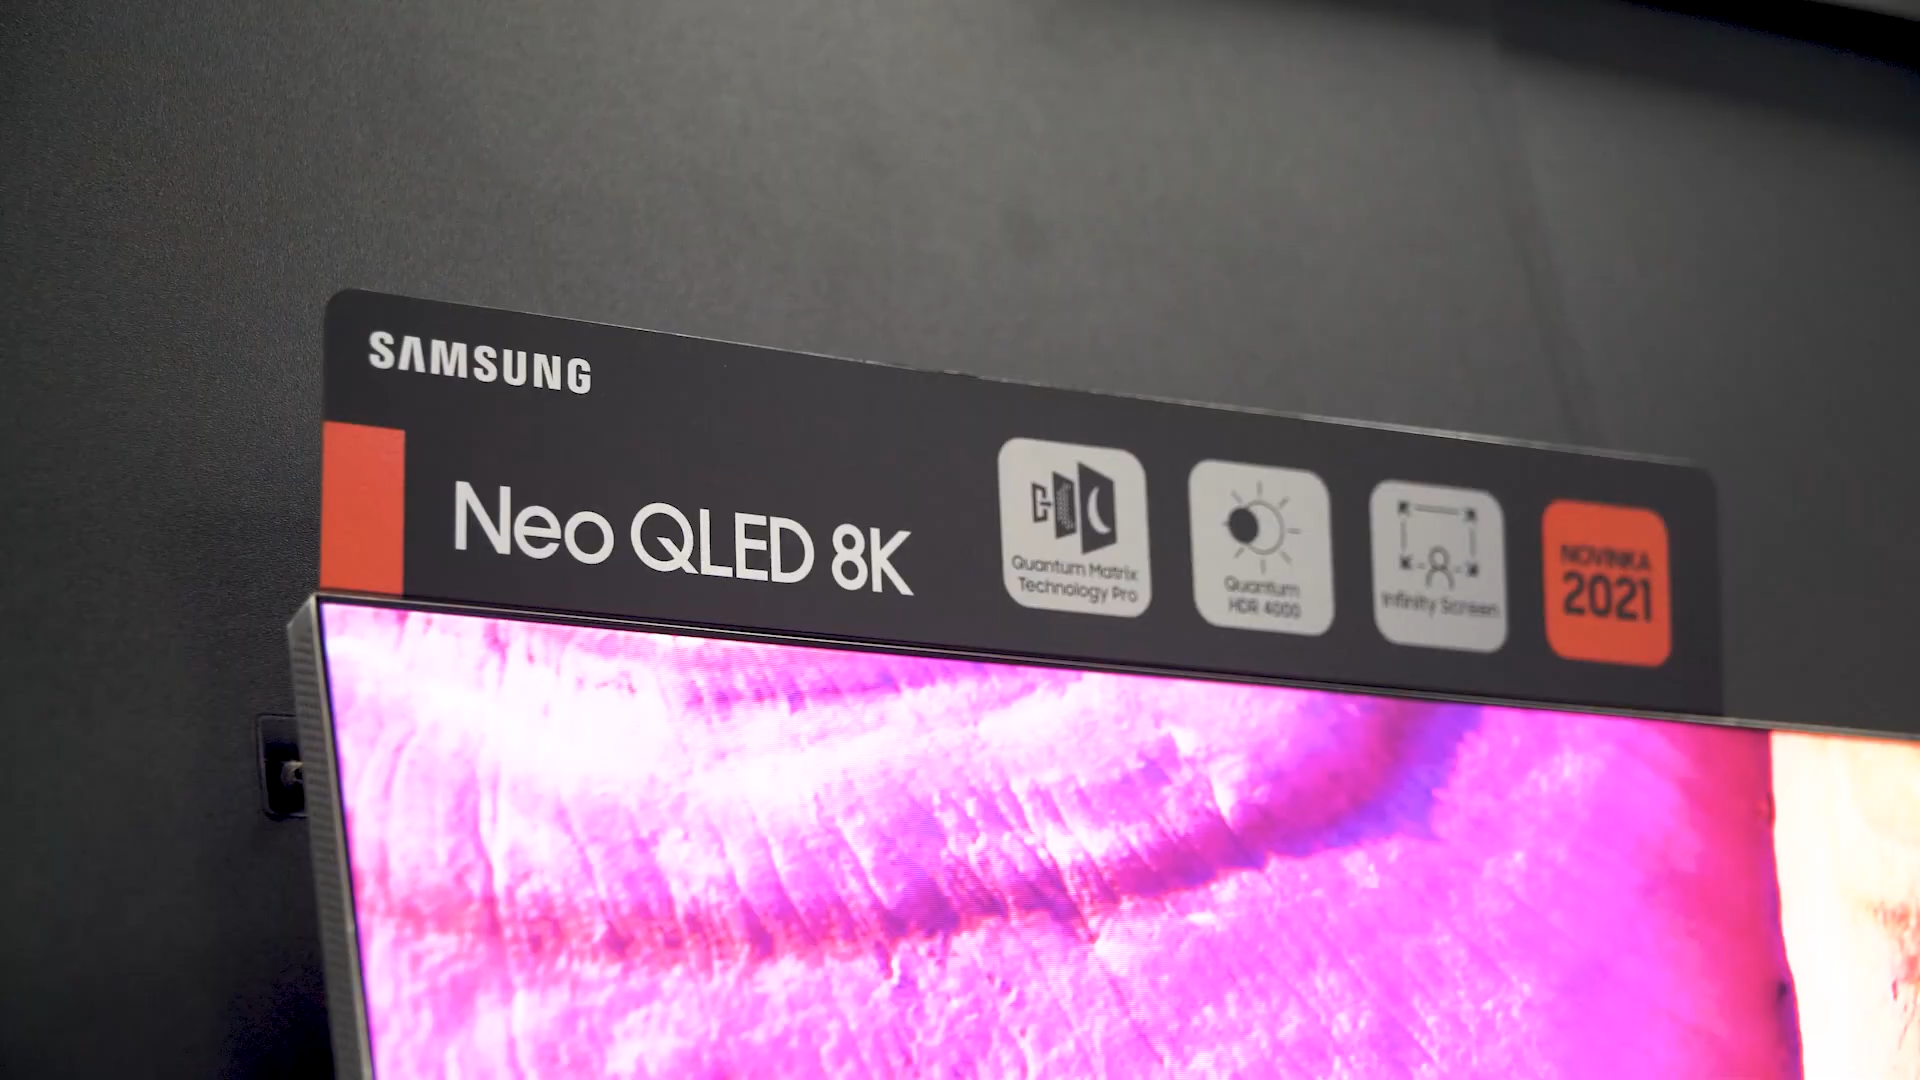 SAMSUNG
Neo QLED 8K
Quantum Matrix
Technology Pro
Quantum
HDR 4000
Infinity Screen
NOVINKA
2021